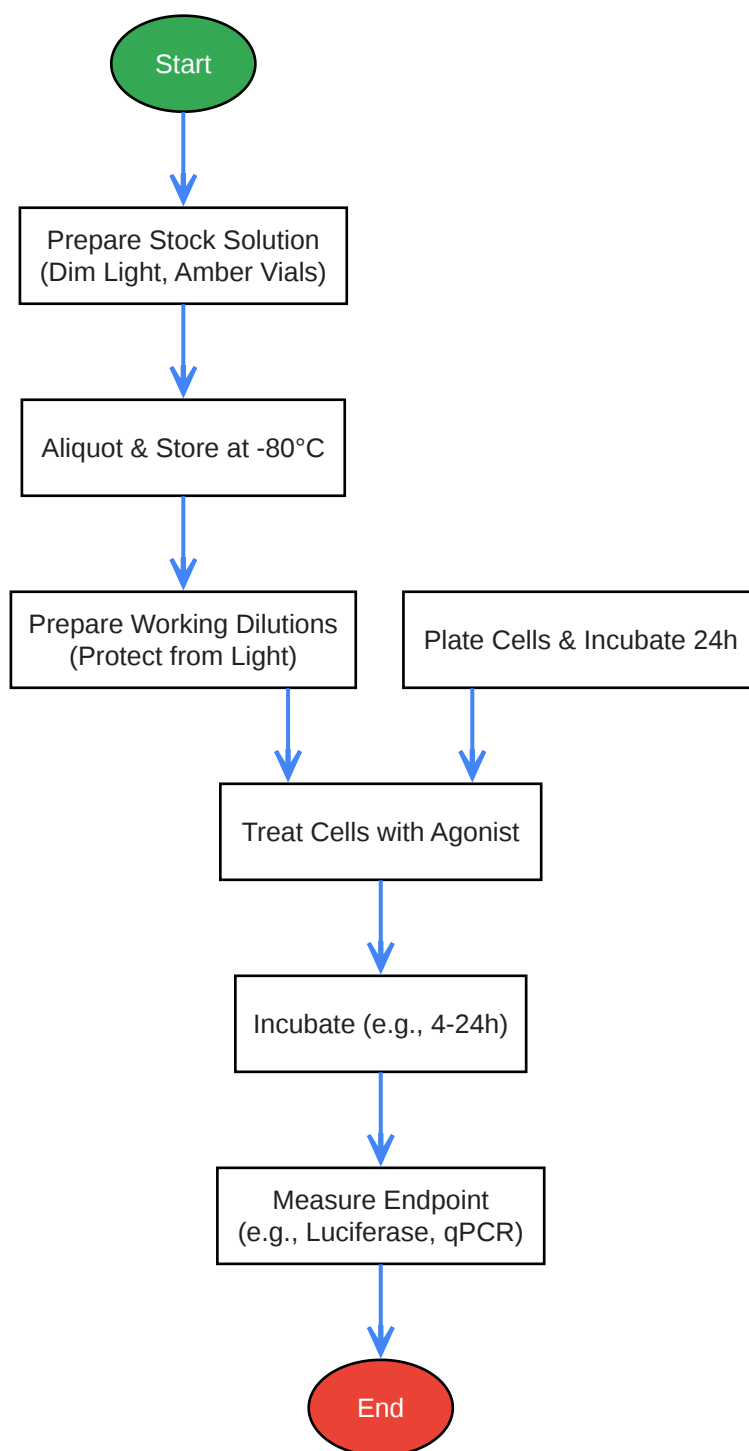 Start
Prepare Stock Solution
(Dim Light, Amber Vials)
Aliquot & Store at -80°C
Prepare Working Dilutions
(Protect from Light)
Plate Cells & Incubate 24h
Treat Cells with Agonist
Incubate (e.g., 4-24h)
Measure Endpoint
(e.g., Luciferase, qPCR)
End